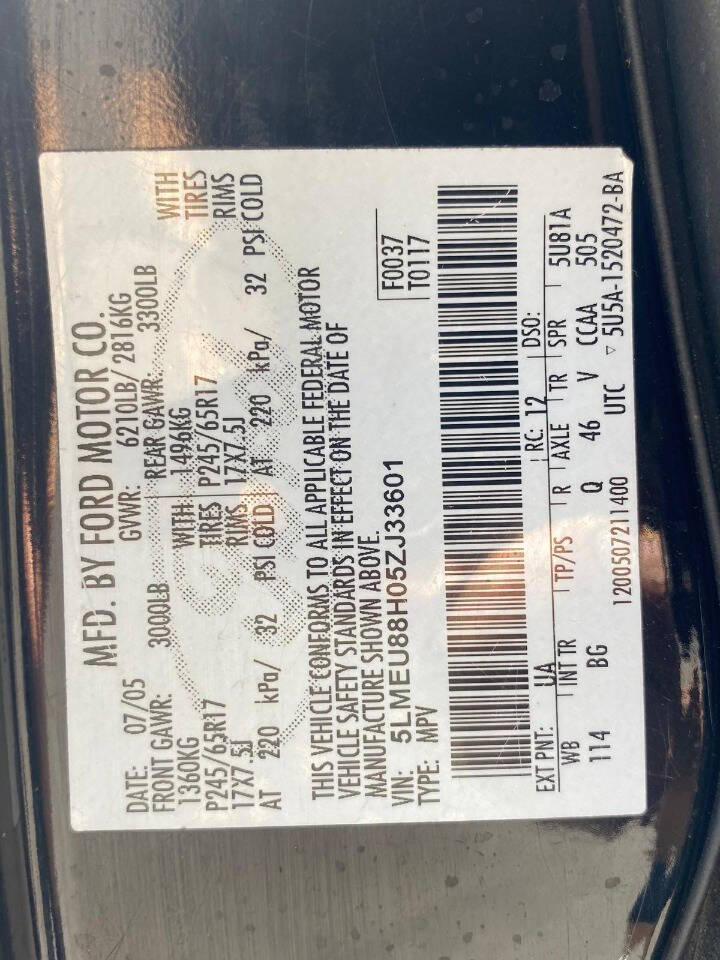 MFD. BY FORD MOTOR CO.
DATE: 07/05 GVWR: 6210LB/ 2816KG
FRONT GAWR: 3000LB REAR GAWR: 3300LB
1360KG WITH 1496KG WITH
P245/65R17 TIRES P245/65R17 TIRES
17X7.5J RIMS 17X7.5J RIMS
AT 220 kPa/ 32 PSI COLD AT 220 kPa/ 32 PSI COLD
THIS VEHICLE CONFORMS TO ALL APPLICABLE FEDERAL MOTOR
VEHICLE SAFETY STANDARDS IN EFFECT ON THE DATE OF
MANUFACTURE SHOWN ABOVE.
VIN: 5LMEU88H05ZJ33601
TYPE: MPV
F0037
T0117
EXT PNT: UA RC: 12 DSO:
WB INT TR TP/PS R AXLE TR SPR 5U81A
114 BG Q 46 V CCAA 505
1200507211400 UTC ▽ 5U5A-1520472-BA